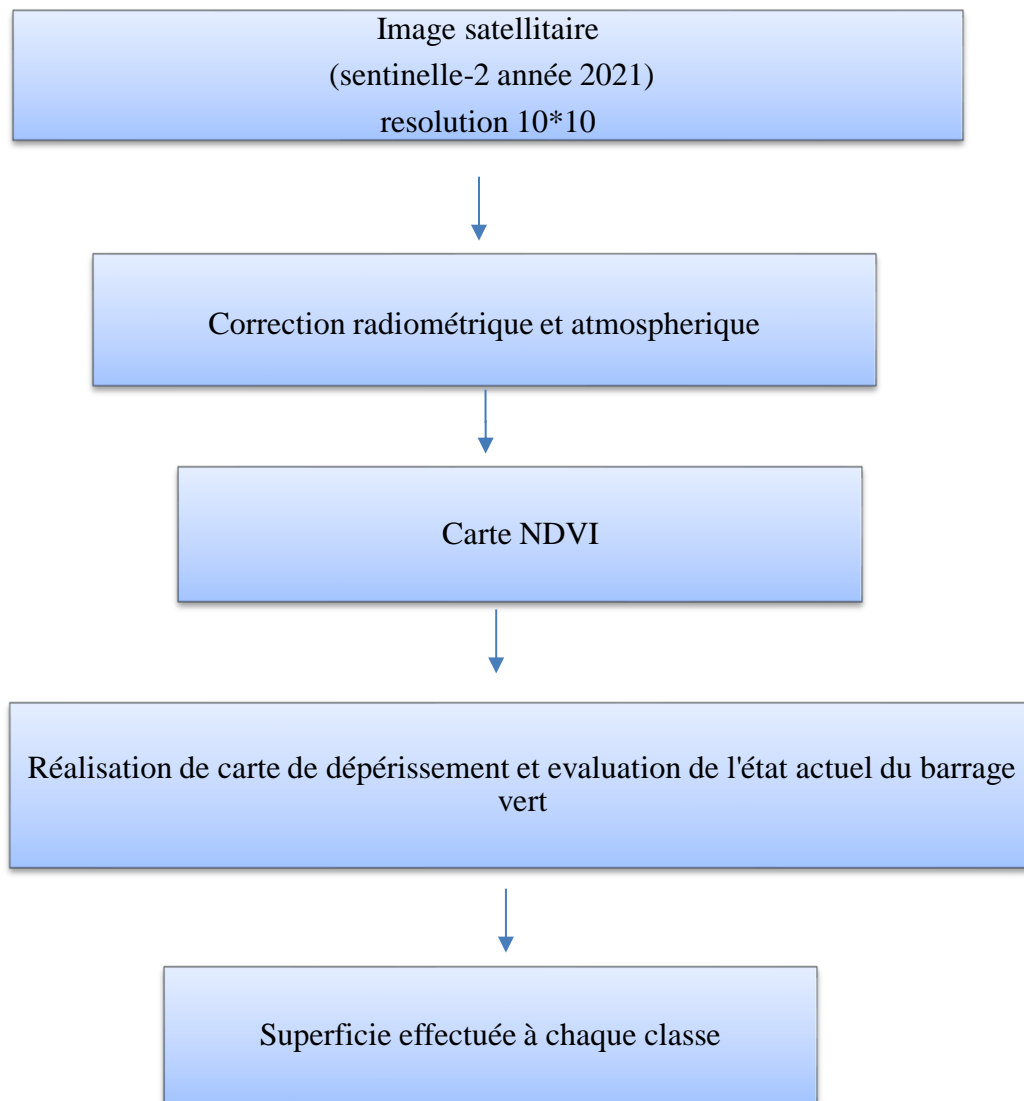 Image satellitaire
(sentinelle-2 année 2021)
resolution 10*10
Correction radiométrique et atmospherique
Carte NDVI
Réalisation de carte de dépérissement et evaluation de l'état actuel du barrage
vert
Superficie effectuée à chaque classe